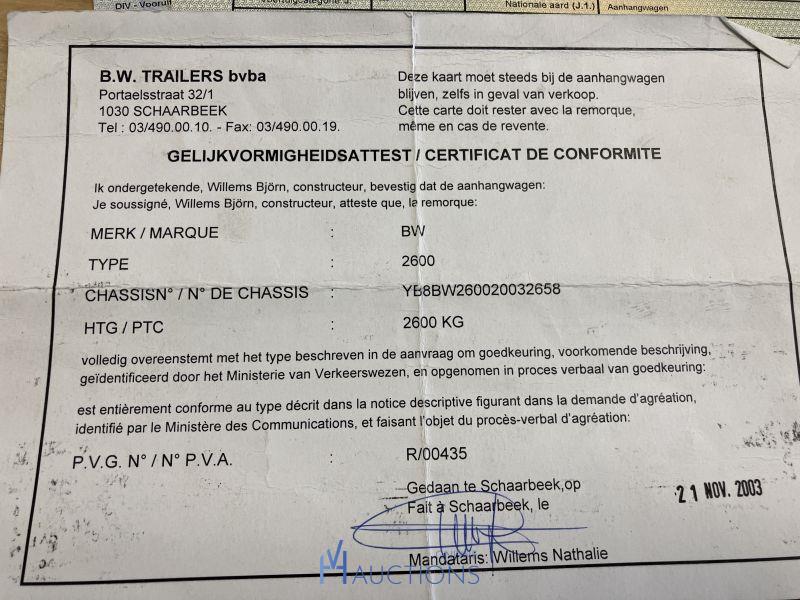 DIV - Vooruit
Voertuigcategorie J.
Nationale aard (J.1.)
Aanhangwagen
B.W. TRAILERS bvba
Portaelsstraat 32/1
1030 SCHAARBEEK
Tel : 03/490.00.10. - Fax: 03/490.00.19.
Deze kaart moet steeds bij de aanhangwagen
blijven, zelfs in geval van verkoop.
Cette carte doit rester avec la remorque,
même en cas de revente.
GELIJKVORMIGHEIDSATTEST / CERTIFICAT DE CONFORMITE
Ik ondergetekende, Willems Björn, constructeur, bevestig dat de aanhangwagen:
Je soussigné, Willems Björn, constructeur, atteste que, la remorque:
MERK / MARQUE : BW
TYPE : 2600
CHASSISN° / N° DE CHASSIS : YB8BW260020032658
HTG / PTC : 2600 KG
volledig overeenstemt met het type beschreven in de aanvraag om goedkeuring, voorkomende beschrijving,
geïdentificeerd door het Ministerie van Verkeerswezen, en opgenomen in proces verbaal van goedkeuring:
est entièrement conforme au type décrit dans la notice descriptive figurant dans la demande d'agréation,
identifié par le Ministère des Communications, et faisant l'objet du procès-verbal d'agréation:
P.V.G. N° / N° P.V.A. : R/00435
Gedaan te Schaarbeek,op
Fait à Schaarbeek, le
21 NOV. 2003
Mandataris: Willems Nathalie
AUCTIONS